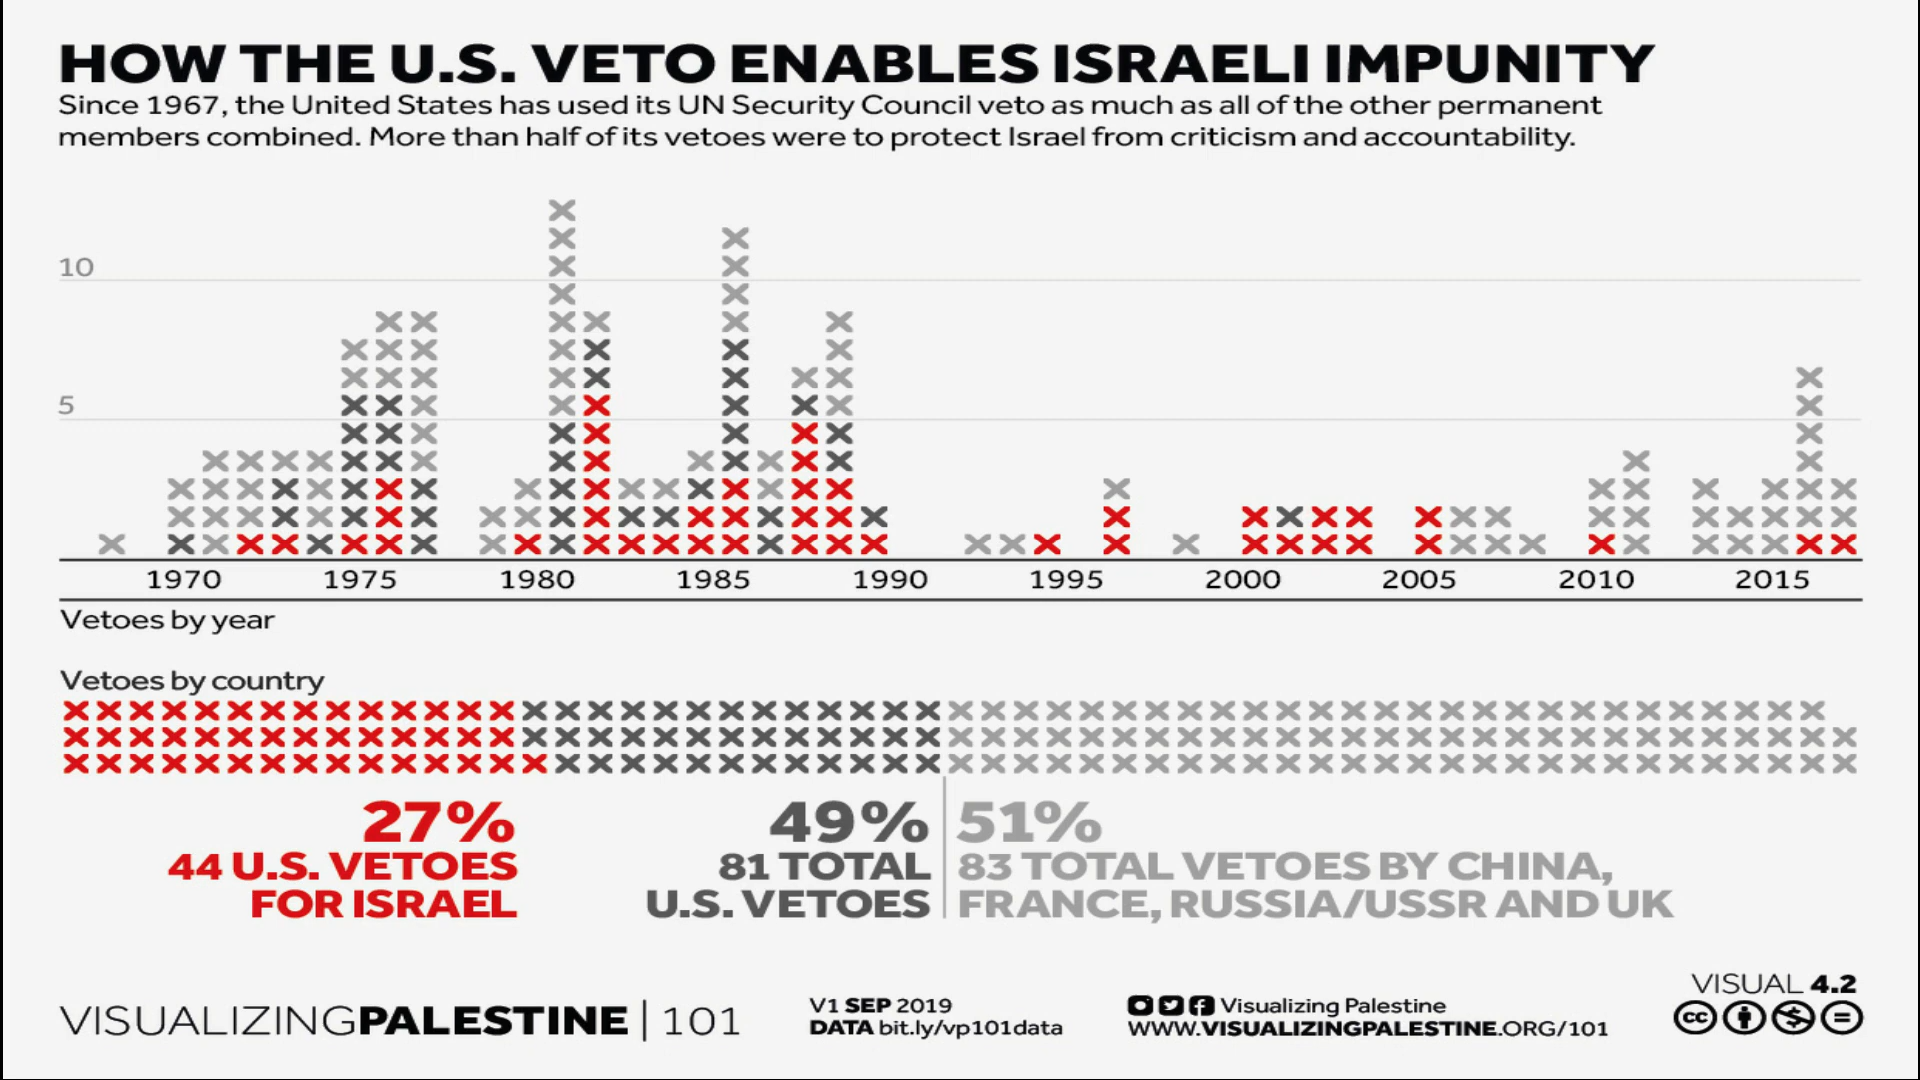 HOW THE U.S. VETO ENABLES ISRAELI IMPUNITY
Since 1967, the United States has used its UN Security Council veto as much as all of the other permanent
members combined. More than half of its vetoes were to protect Israel from criticism and accountability.
10
5
1970 1975 1980 1985 1990 1995 2000 2005 2010 2015
Vetoes by year
Vetoes by country
27%
44 U.S. VETOES
FOR ISRAEL
49%
81 TOTAL
U.S. VETOES
51%
83 TOTAL VETOES BY CHINA,
FRANCE, RUSSIA/USSR AND UK
VISUALIZINGPALESTINE | 101
V1 SEP 2019
DATA bit.ly/vp101data
Visualizing Palestine
WWW.VISUALIZINGPALESTINE.ORG/101
VISUAL 4.2
cc